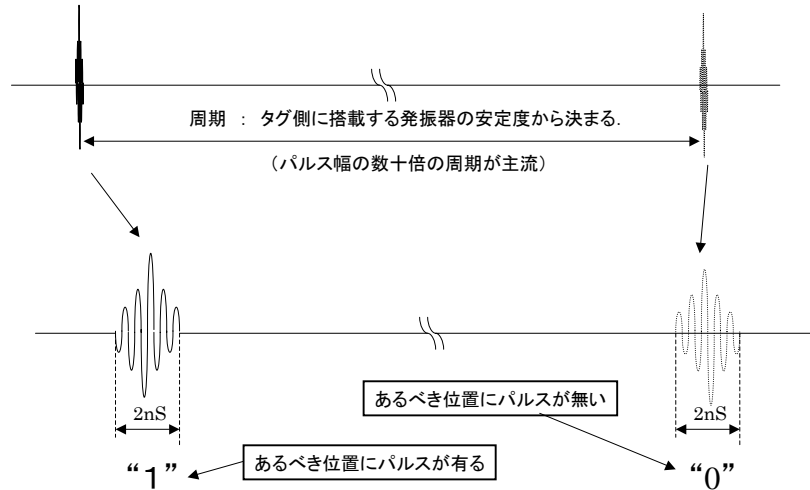 周期 : タグ側に搭載する発振器の安定度から決まる.
(パルス幅の数十倍の周期が主流)
あるべき位置にパルスが無い
2nS
2nS
あるべき位置にパルスが有る
“1”
“0”